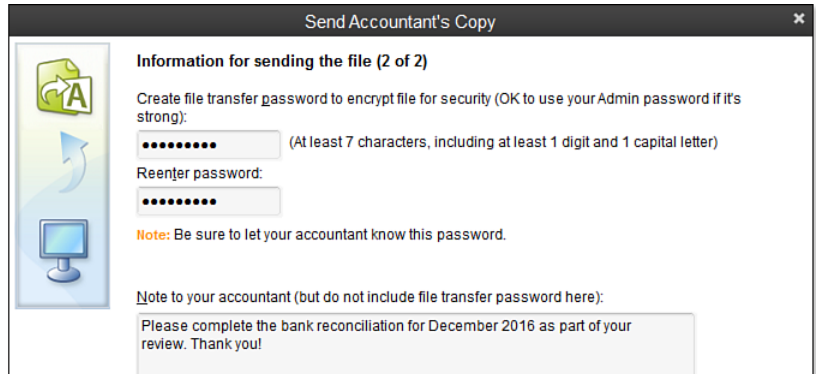 Send Accountant's Copy
Information for sending the file (2 of 2)
Create file transfer password to encrypt file for security (OK to use your Admin password if it's
strong):
(At least 7 characters, including at least 1 digit and 1 capital letter)
Reenter password:
Note: Be sure to let your accountant know this password.
Note to your accountant (but do not include file transfer password here):
Please complete the bank reconciliation for December 2016 as part of your
review. Thank you!
A